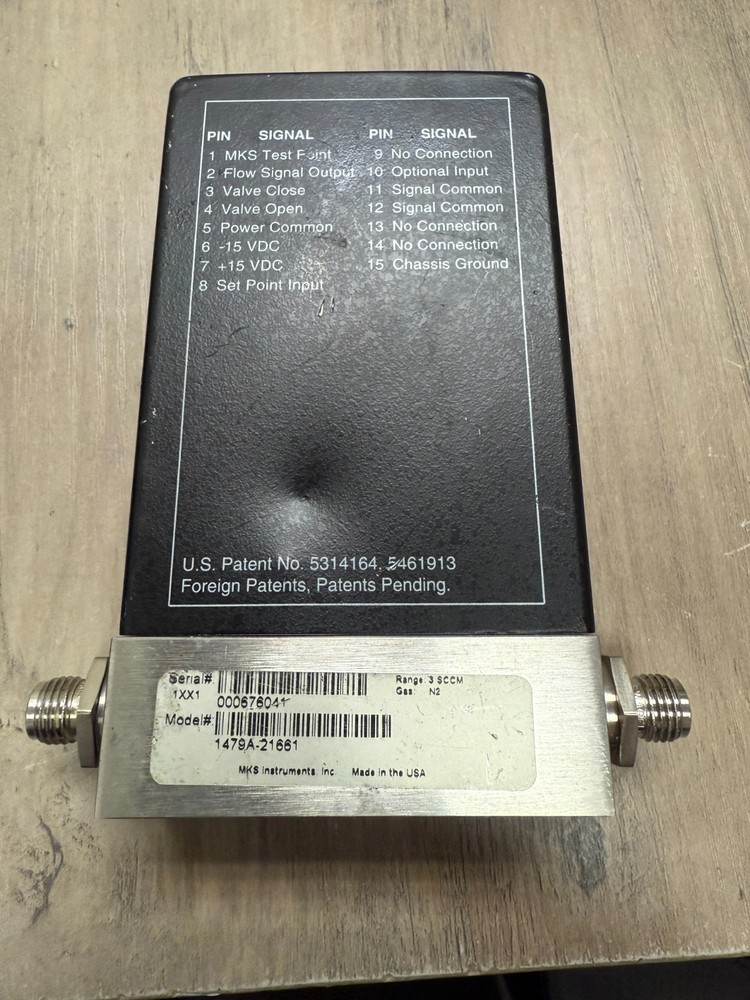 PIN SIGNAL PIN SIGNAL
1 MKS Test Point 9 No Connection
2 Flow Signal Output 10 Optional Input
3 Valve Close 11 Signal Common
4 Valve Open 12 Signal Common
5 Power Common 13 No Connection
6 -15 VDC 14 No Connection
7 +15 VDC 15 Chassis Ground
8 Set Point Input
U.S. Patent No. 5314164, 5461913
Foreign Patents, Patents Pending.
Serial# Range: 3 SCCM
1XX1 Gas: N2
000676041
Model#:
1479A-21661
MKS Instruments, Inc. Made in the USA